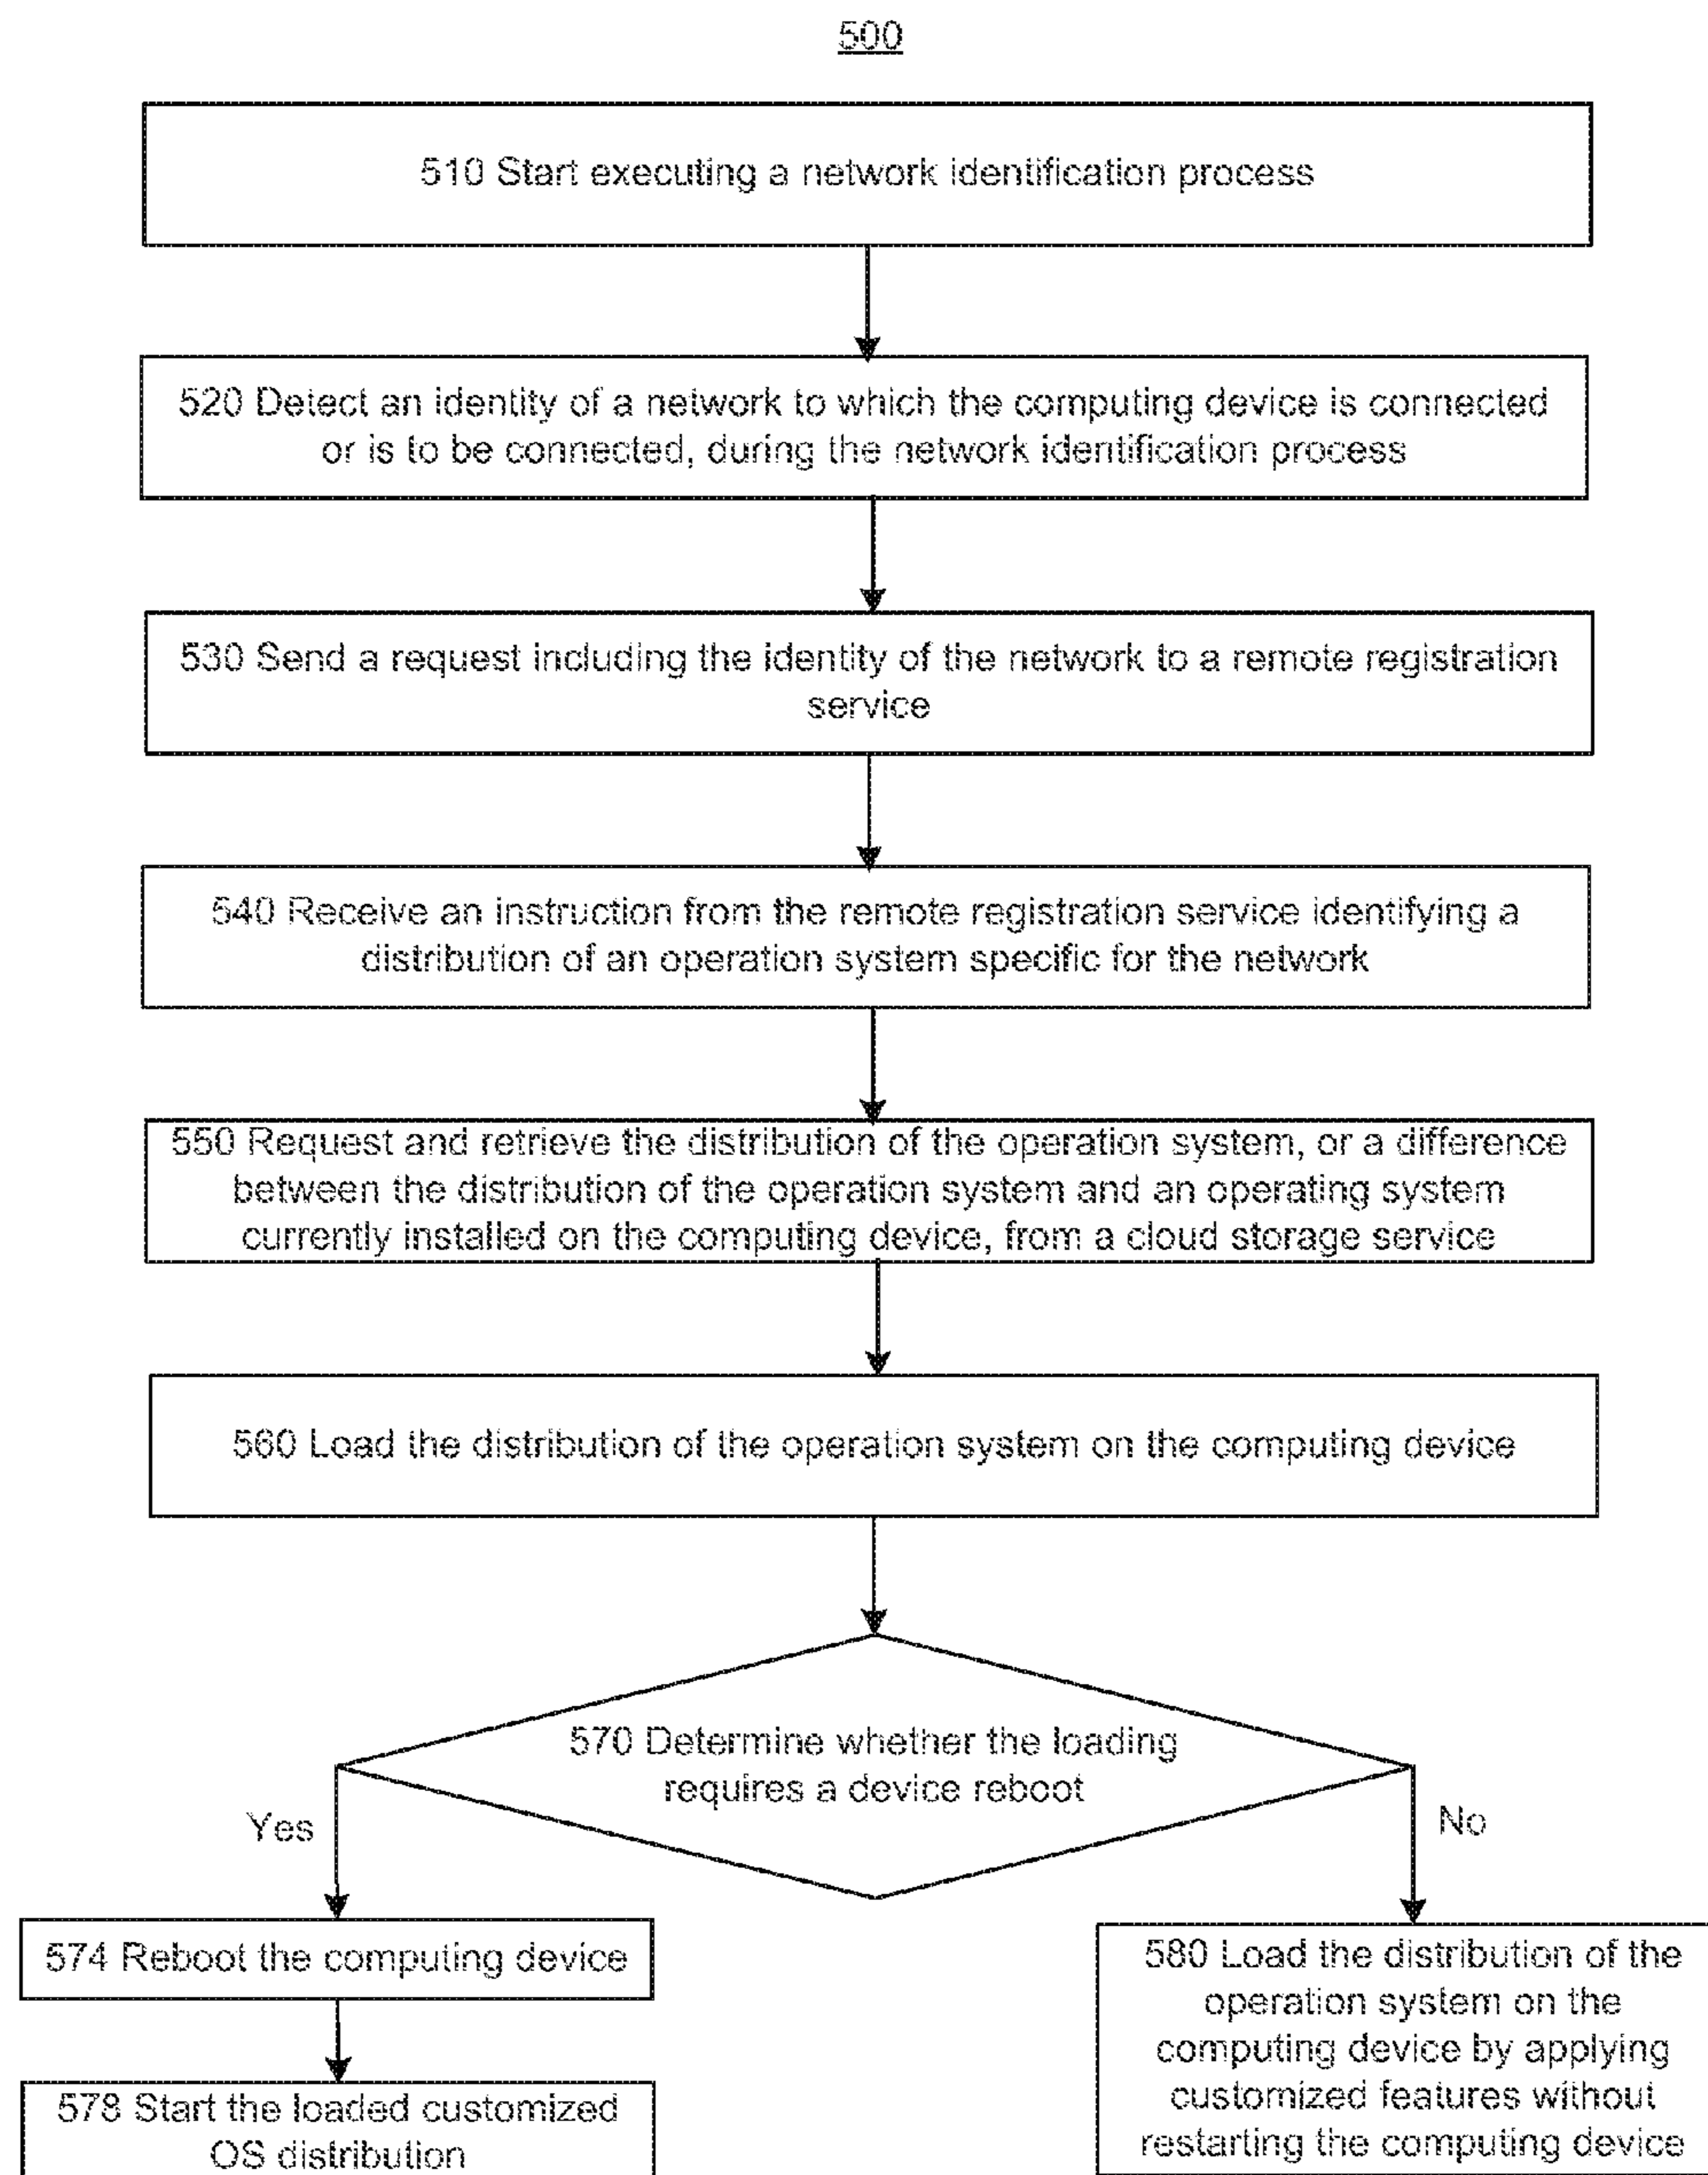 500
510 Start executing a network identification process
520 Detect an identity of a network to which the computing device is connected
or is to be connected, during the network identification process
530 Send a request including the identity of the network to a remote registration
service
540 Receive an instruction from the remote registration service identifying a
distribution of an operation system specific for the network
550 Request and retrieve the distribution of the operation system, or a difference
between the distribution of the operation system and an operating system
currently installed on the computing device, from a cloud storage service
560 Load the distribution of the operation system on the computing device
570 Determine whether the loading
requires a device reboot
Yes
No
574 Reboot the computing device
578 Start the loaded customized
OS distribution
580 Load the distribution of the
operation system on the
computing device by applying
customized features without
restarting the computing device